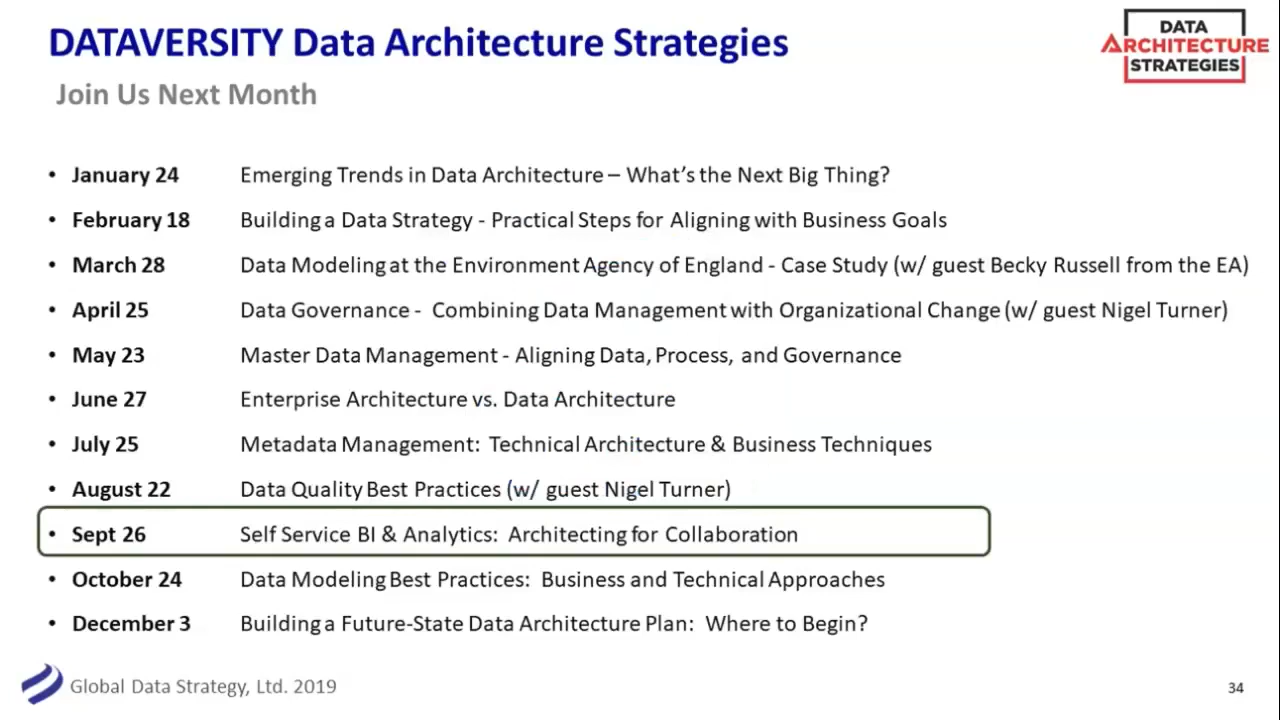 DATAVERSITY Data Architecture Strategies
DATA
ARCHITECTURE
STRATEGIES
Join Us Next Month
• January 24 Emerging Trends in Data Architecture – What’s the Next Big Thing?
• February 18 Building a Data Strategy - Practical Steps for Aligning with Business Goals
• March 28 Data Modeling at the Environment Agency of England - Case Study (w/ guest Becky Russell from the EA)
• April 25 Data Governance - Combining Data Management with Organizational Change (w/ guest Nigel Turner)
• May 23 Master Data Management - Aligning Data, Process, and Governance
• June 27 Enterprise Architecture vs. Data Architecture
• July 25 Metadata Management: Technical Architecture & Business Techniques
• August 22 Data Quality Best Practices (w/ guest Nigel Turner)
• Sept 26 Self Service BI & Analytics: Architecting for Collaboration
• October 24 Data Modeling Best Practices: Business and Technical Approaches
• December 3 Building a Future-State Data Architecture Plan: Where to Begin?
Global Data Strategy, Ltd. 2019
34